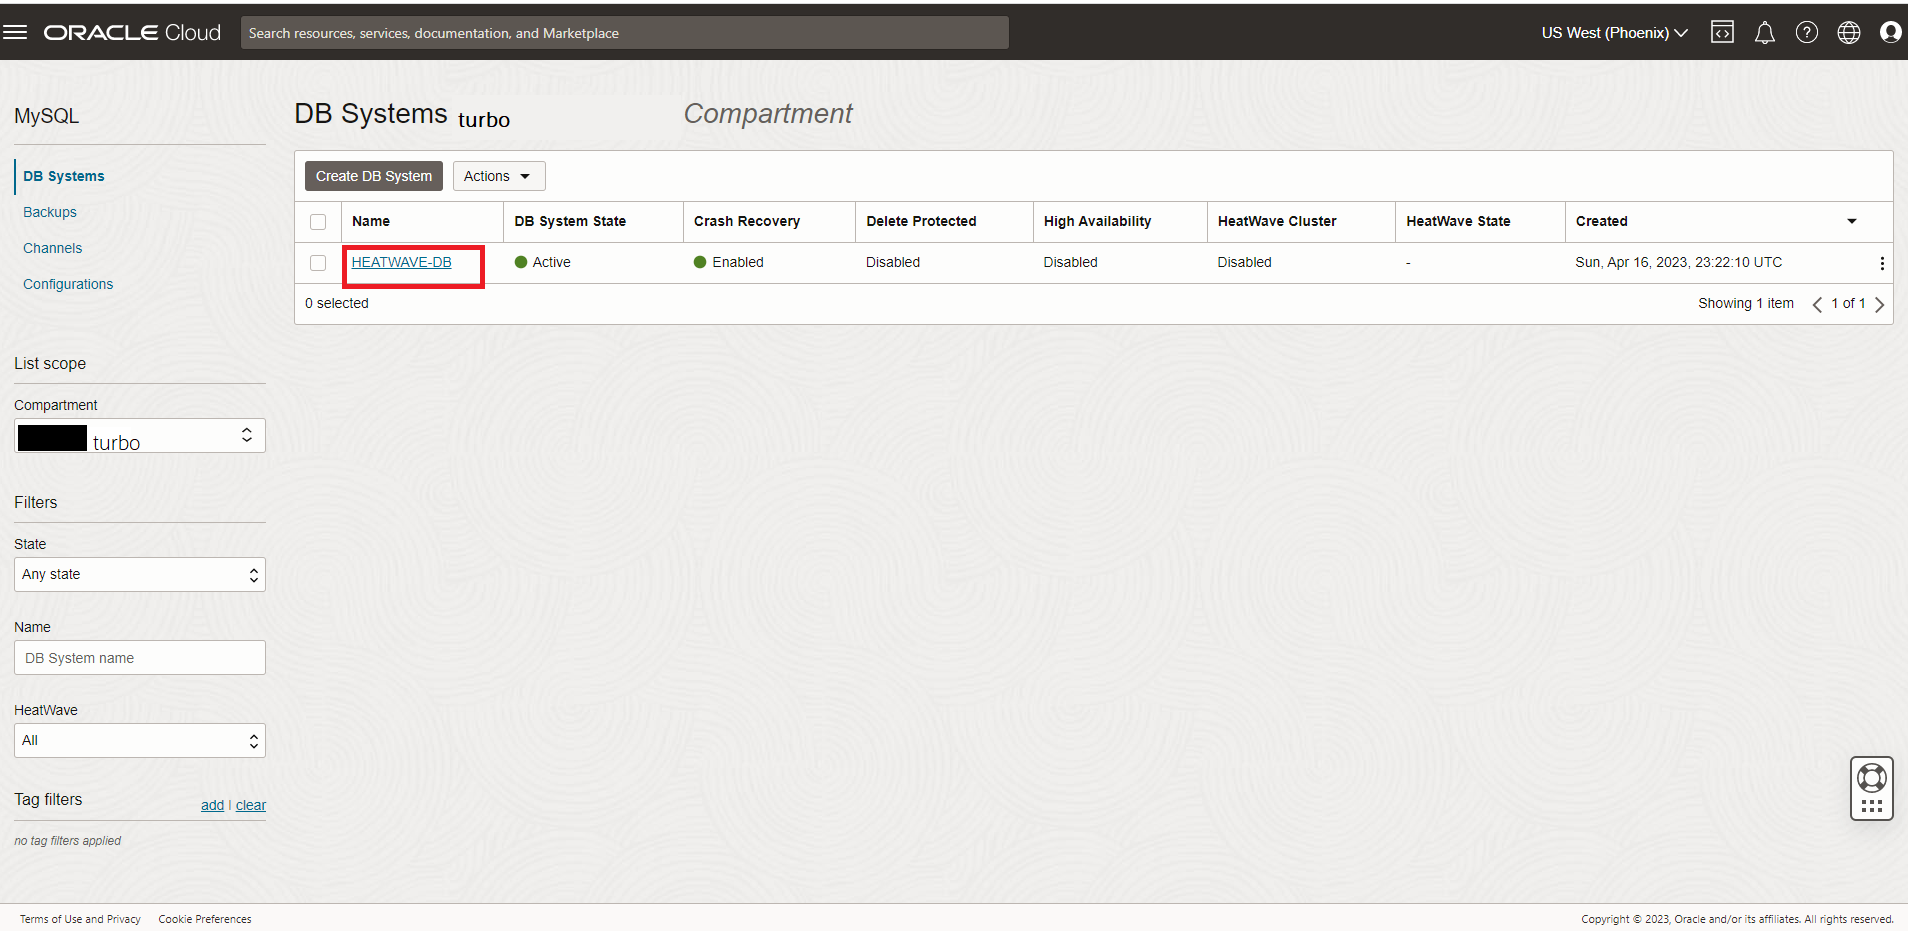 ORACLE Cloud
Search resources, services, documentation, and Marketplace
US West (Phoenix)
MySQL
DB Systems
Backups
Channels
Configurations
List scope
Compartment
turbo
Filters
State
Any state
Name
DB System name
HeatWave
All
Tag filters
add | clear
no tag filters applied
DB Systems turbo Compartment
Create DB System Actions
Name DB System State Crash Recovery Delete Protected High Availability HeatWave Cluster HeatWave State Created
HEATWAVE-DB Active Enabled Disabled Disabled Disabled - Sun, Apr 16, 2023, 23:22:10 UTC
0 selected Showing 1 item 1 of 1
Terms of Use and Privacy Cookie Preferences Copyright © 2023, Oracle and/or its affiliates. All rights reserved.